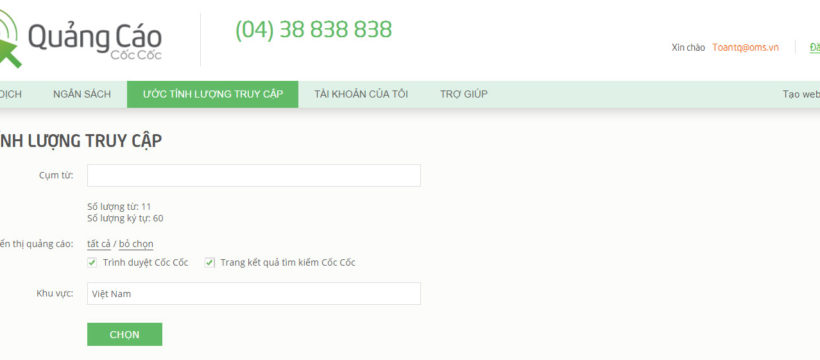 Quảng Cáo
Cốc Cốc
(04) 38 838 838
Xin chào Toantq@oms.vn
DỊCH NGÂN SÁCH ƯỚC TÍNH LƯỢNG TRUY CẬP TÀI KHOẢN CỦA TÔI TRỢ GIÚP Tạo web
ÍNH LƯỢNG TRUY CẬP
Cụm từ:
Số lượng từ: 11
Số lượng ký tự: 60
ển thị quảng cáo: tất cả / bỏ chọn
Trình duyệt Cốc Cốc Trang kết quả tìm kiếm Cốc Cốc
Khu vực: Việt Nam
CHỌN